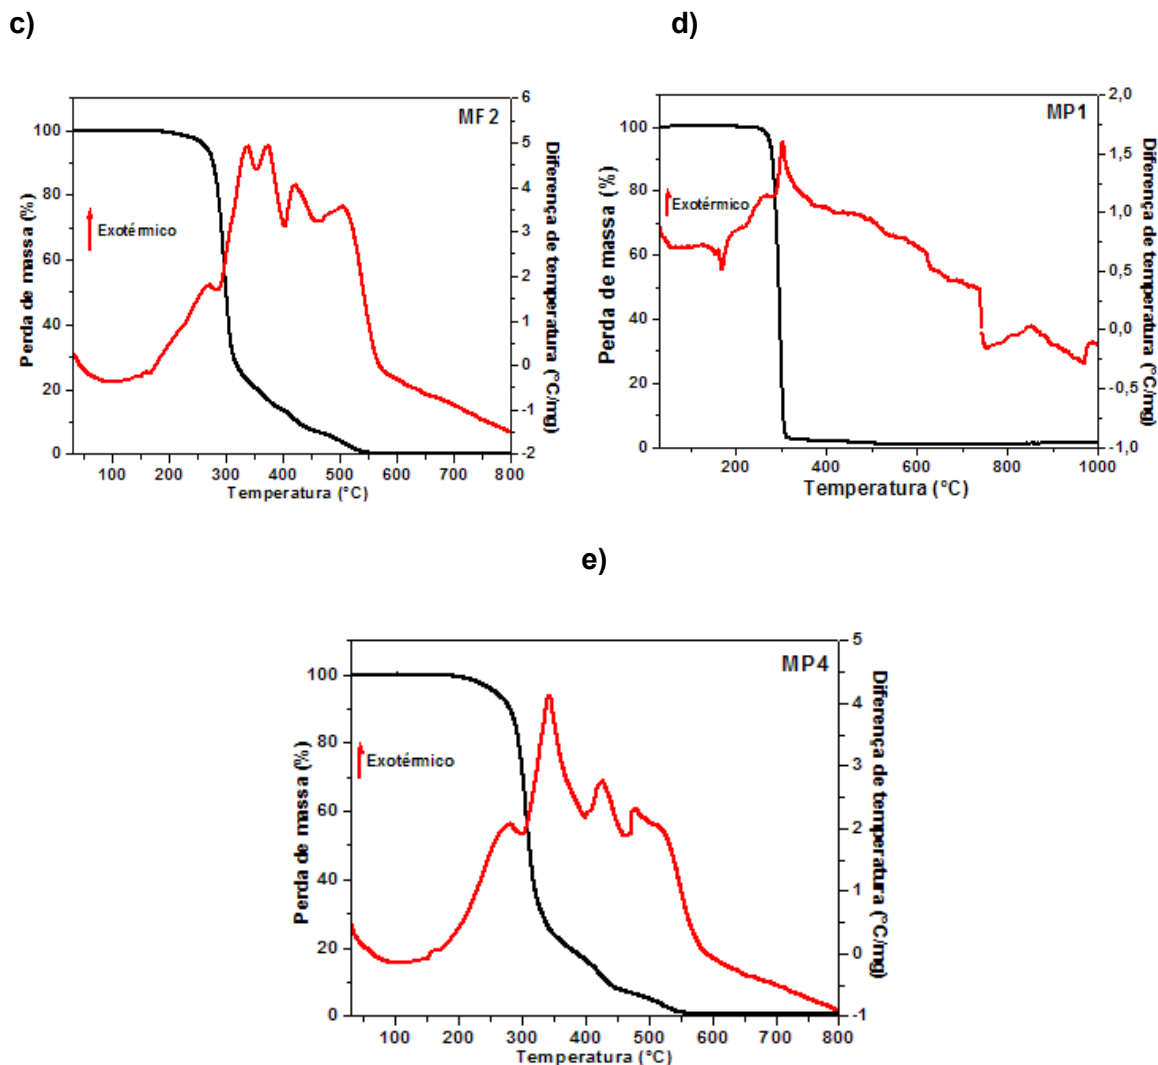 c)
d)
MF2
Perda de massa (%)
100
80
60
40
20
0
Exotérmico
6
5
4
3
2
1
0
-1
-2
Diferença de temperatura (°C/mg)
100 200 300 400 500 600 700 800
Temperatura (°C)
MP1
Perda de massa (%)
100
80
60
40
20
0
Exotérmico
2,0
1,5
1,0
0,5
0,0
-0,5
-1,0
Diferença de temperatura (°C/mg)
200 400 600 800 1000
Temperatura (°C)
e)
MP4
Perda de massa (%)
100
80
60
40
20
0
Exotérmico
5
4
3
2
1
0
-1
Diferença de temperatura (°C/mg)
100 200 300 400 500 600 700 800
Temperatura (°C)